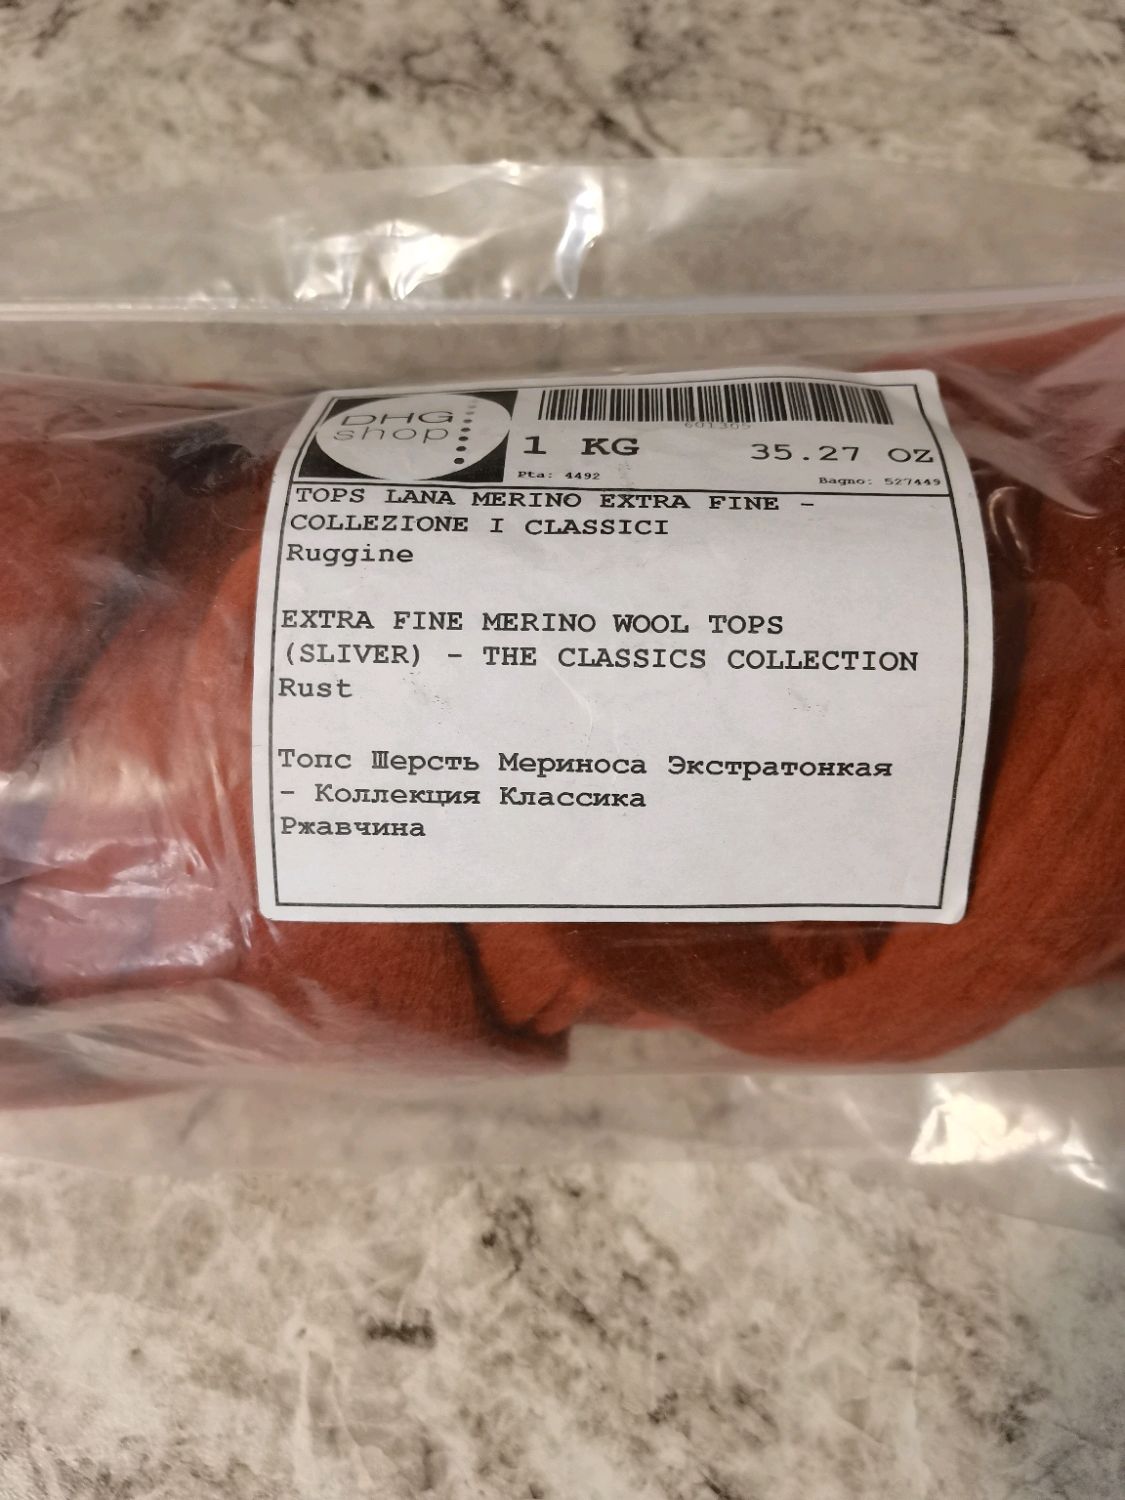 DHG
shop
601305
1 KG
35.27 OZ
Pta: 4492
Bagno: 527449
TOPS LANA MERINO EXTRA FINE -
COLLEZIONE I CLASSICI
Ruggine
EXTRA FINE MERINO WOOL TOPS
(SLIVER) - THE CLASSICS COLLECTION
Rust
Топс Шерсть Мериноса Экстратонкая
- Коллекция Классика
Ржавчина